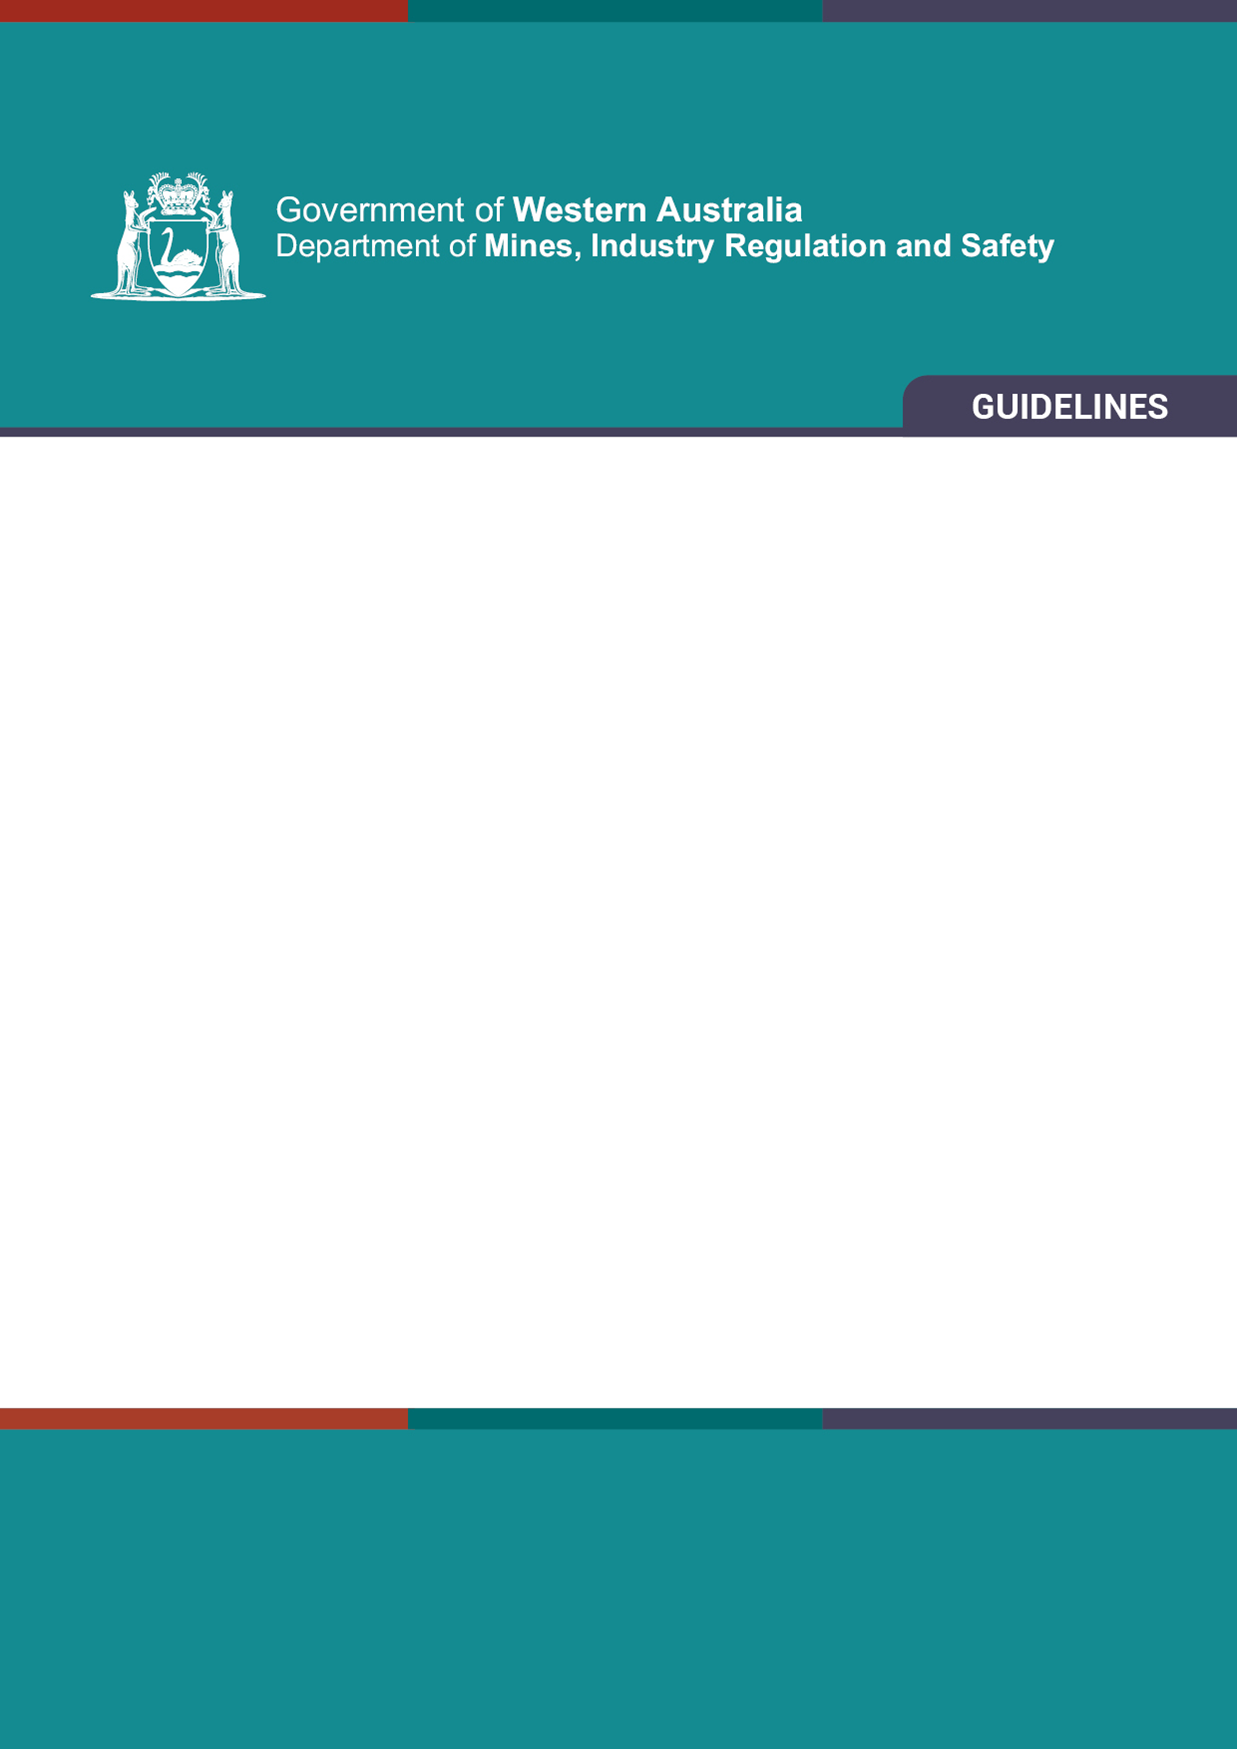 Government of Western Australia
Department of Mines, Industry Regulation and Safety
GUIDELINES